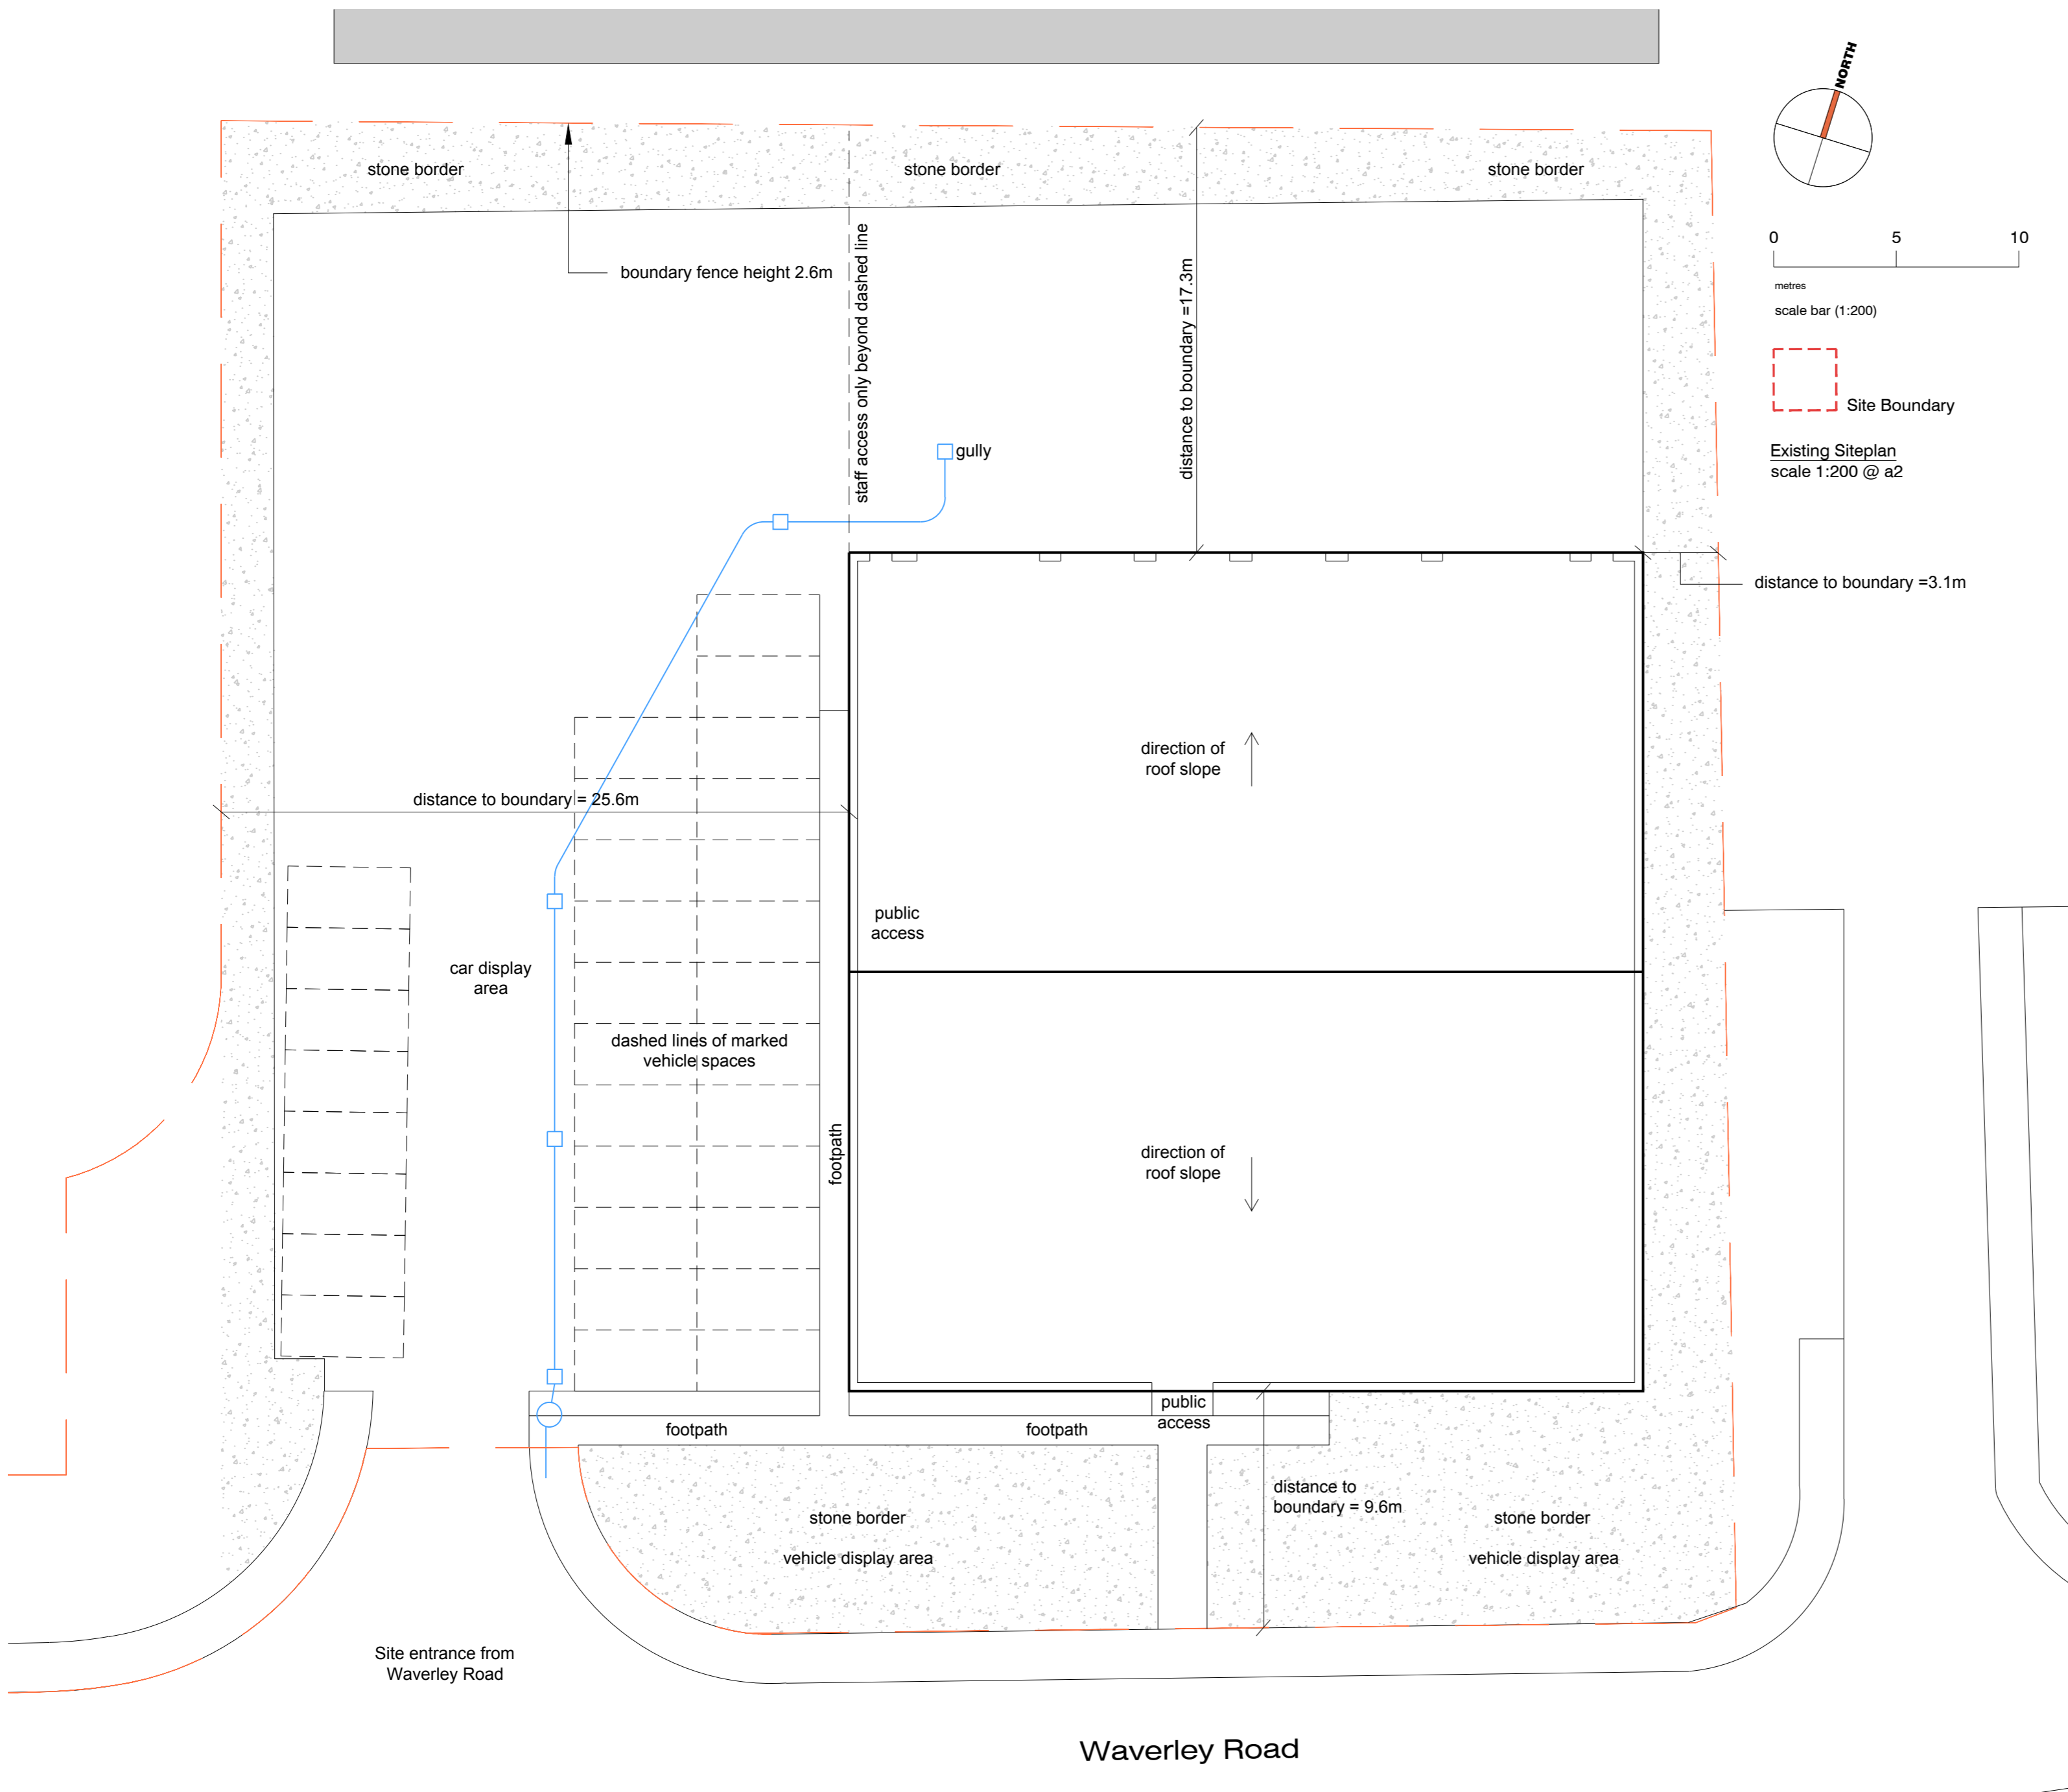 NORTH
stone border
stone border
stone border
0
5
10
metres
scale bar (1:200)
boundary fence height 2.6m
staff access only beyond dashed line
distance to boundary =17.3m
Site Boundary
Existing Siteplan
scale 1:200 @ a2
gully
distance to boundary =3.1m
direction of
roof slope
distance to boundary = 25.6m
public
access
car display
area
dashed lines of marked
vehicle spaces
footpath
direction of
roof slope
public
access
footpath
footpath
distance to
boundary = 9.6m
stone border
vehicle display area
stone border
vehicle display area
Site entrance from
Waverley Road
Waverley Road